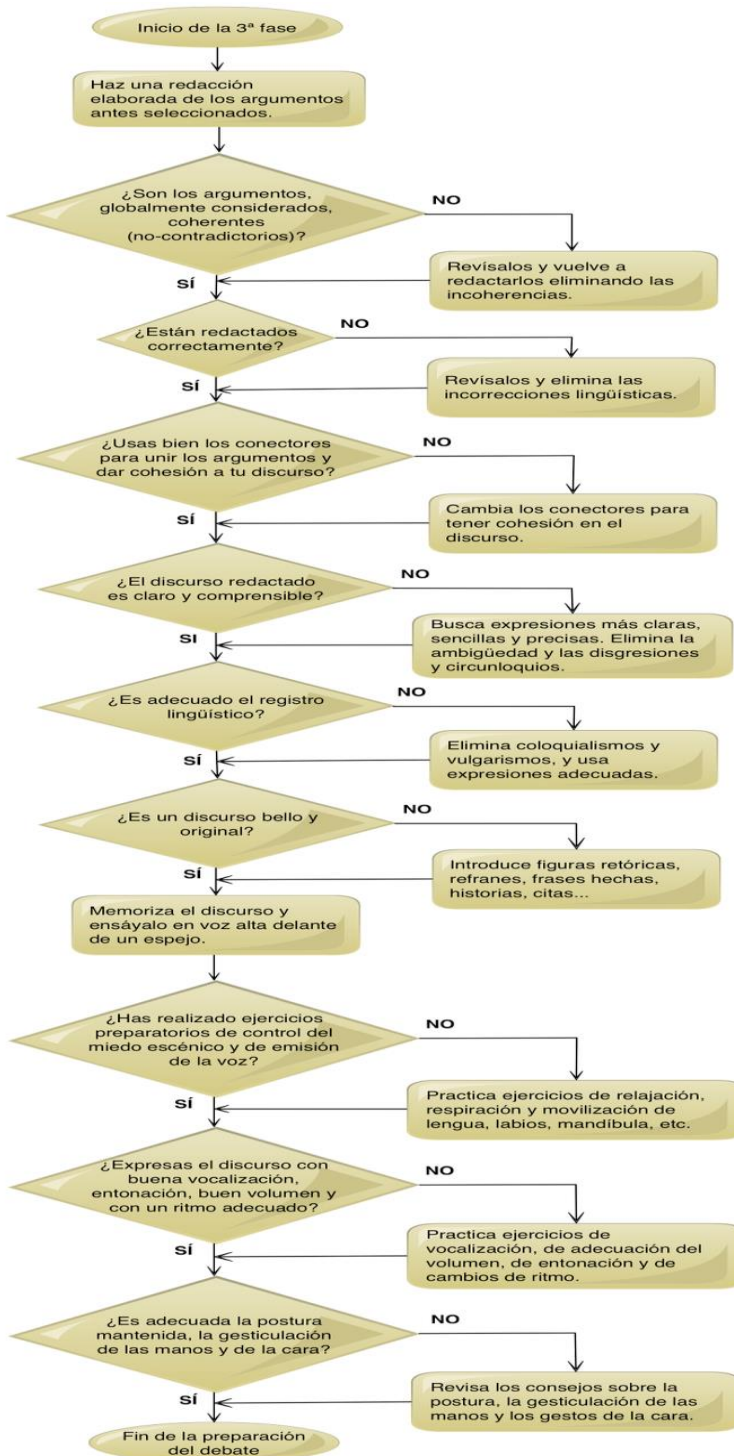 Inicio de la 3ª fase
Haz una redacción
elaborada de los argumentos
antes seleccionados.
¿Son los argumentos,
globalmente considerados,
coherentes
(no-contradictorios)?
NO
Revísalos y vuelve a
redactarlos eliminando las
incoherencias.
SÍ
¿Están redactados
correctamente?
NO
Revísalos y elimina las
incorrecciones lingüísticas.
SÍ
¿Usas bien los conectores
para unir los argumentos y
dar cohesión a tu discurso?
NO
Cambia los conectores para
tener cohesión en el
discurso.
SÍ
¿El discurso redactado
es claro y comprensible?
NO
Busca expresiones más claras,
sencillas y precisas. Elimina la
ambigüedad y las disgresiones
y circunloquios.
SI
¿Es adecuado el registro
lingüístico?
NO
Elimina coloquialismos y
vulgarismos, y usa
expresiones adecuadas.
SÍ
¿Es un discurso bello y
original?
NO
Introduce figuras retóricas,
refranes, frases hechas,
historias, citas...
SÍ
Memoriza el discurso y
ensáyalo en voz alta delante
de un espejo.
¿Has realizado ejercicios
preparatorios de control del
miedo escénico y de emisión
de la voz?
NO
Practica ejercicios de relajación,
respiración y movilización de
lengua, labios, mandíbula, etc.
SÍ
¿Expresas el discurso con
buena vocalización,
entonación, buen volumen y
con un ritmo adecuado?
NO
Practica ejercicios de
vocalización, de adecuación del
volumen, de entonación y de
cambios de ritmo.
SÍ
¿Es adecuada la postura
mantenida, la gesticulación
de las manos y de la cara?
NO
Revisa los consejos sobre la
postura, la gesticulación de las
manos y los gestos de la cara.
SÍ
Fin de la preparación
del debate